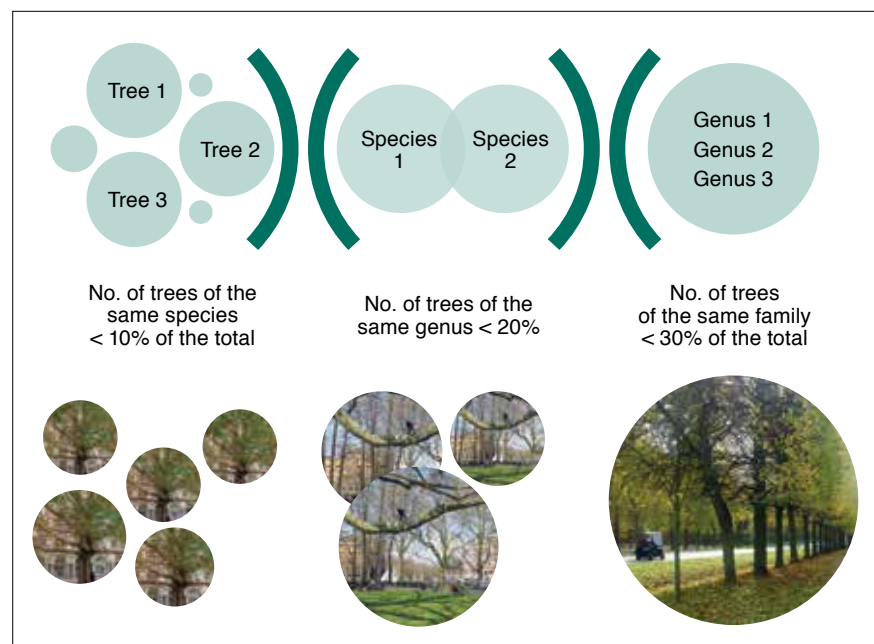 Tree 1
Tree 2
Tree 3
Species
1
Species
2
Genus 1
Genus 2
Genus 3
No. of trees of the
same species
< 10% of the total
No. of trees of the
same genus < 20%
No. of trees
of the same family
< 30% of the total